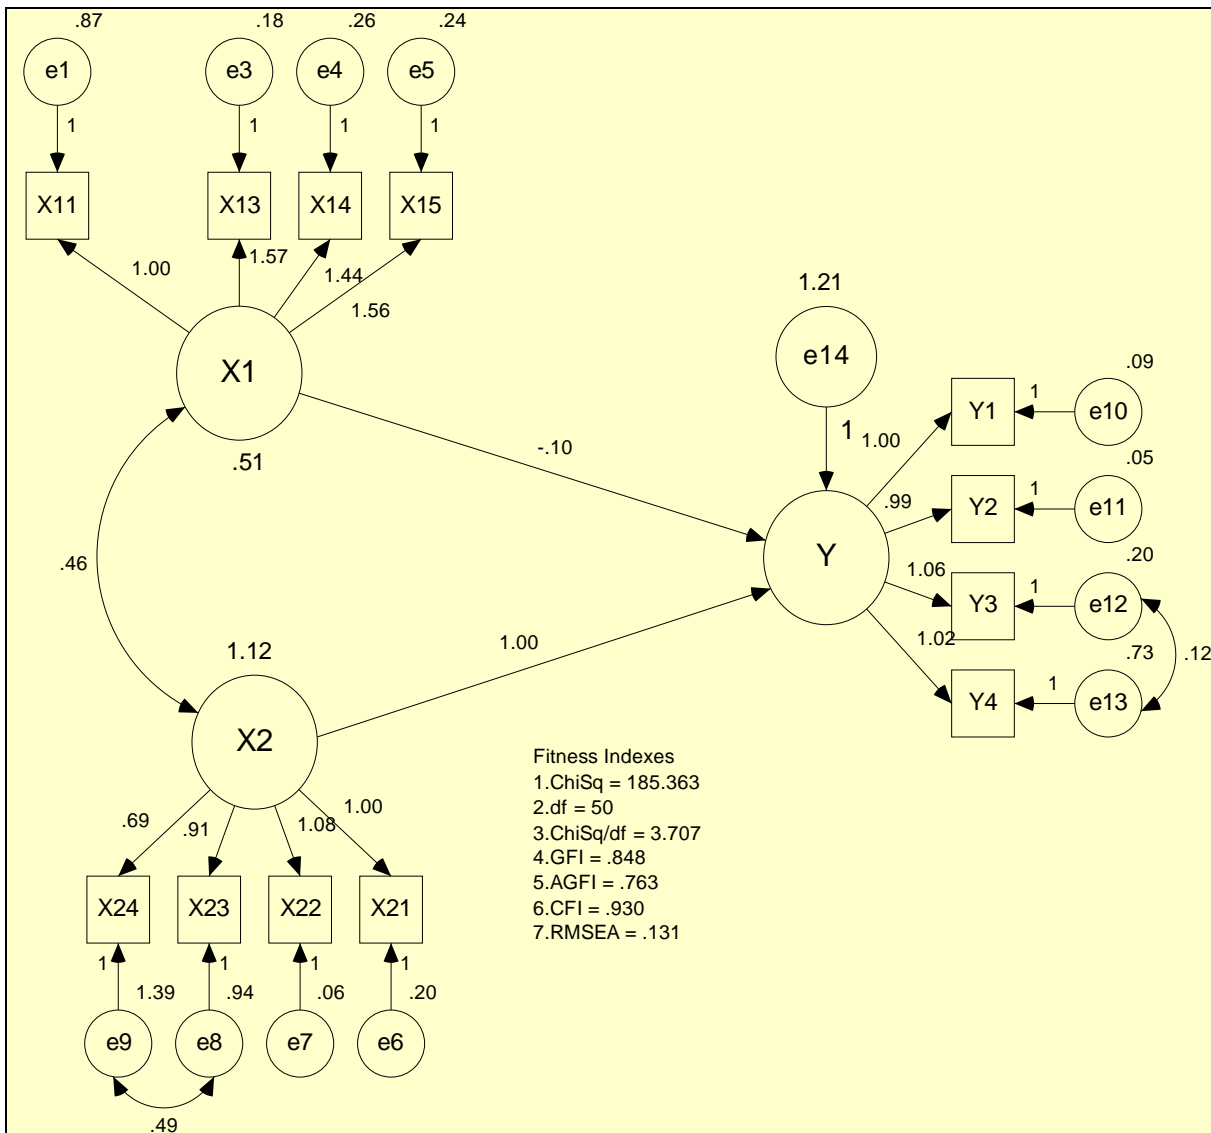 .87
.18
.26
.24
e1
e3
e4
e5
1
1
1
1
X11
X13
X14
X15
1.00
1.57
1.44
1.56
X1
.51
1.21
e14
1
-.10
.09
1.00
Y1
1
e10
.05
.99
Y2
1
e11
.46
Y
.20
1.06
Y3
1
e12
1.02
.73
.12
Y4
1
e13
1.12
1.00
X2
.69
.91
1.08
1.00
X24
X23
X22
X21
1
1
1
1
1.39
.94
.06
.20
e9
e8
e7
e6
.49
Fitness Indexes
1.ChiSq = 185.363
2.df = 50
3.ChiSq/df = 3.707
4.GFI = .848
5.AGFI = .763
6.CFI = .930
7.RMSEA = .131